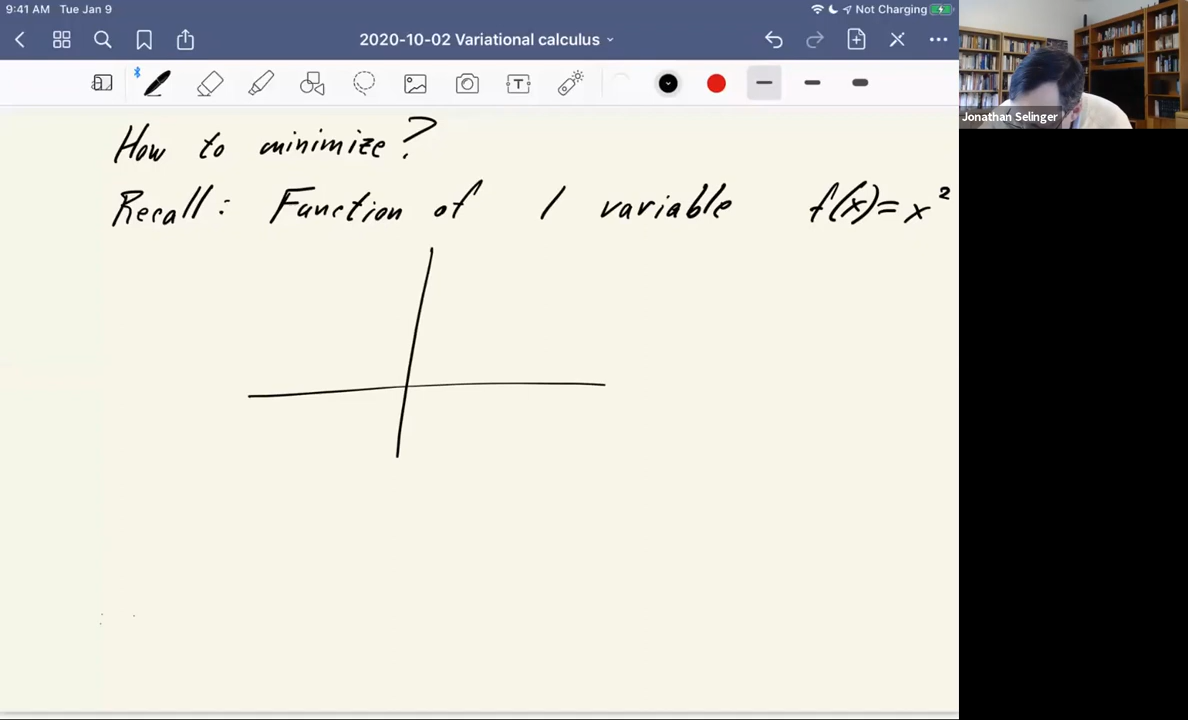 9:41 AM Tue Jan 9
Not Charging
2020-10-02 Variational calculus
T
Jonathan Selinger
How to minimize?
Recall: Function of 1 variable f(x)=x²